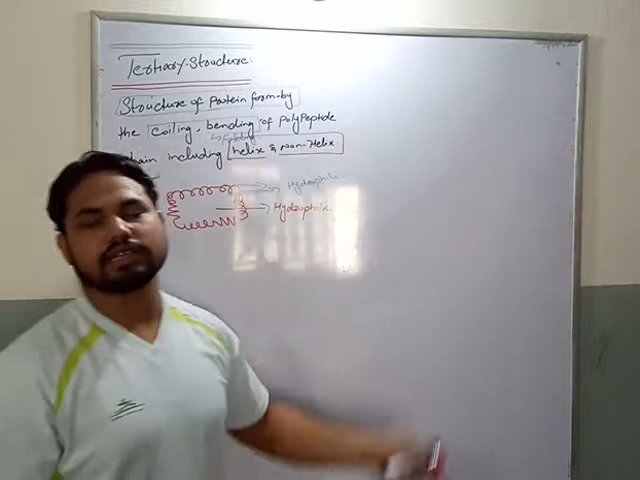 Tertiary-Structure.
Structure of protein form-by
the coiling, bending of polypeptide
folding
chain including helix & non-Helix.
Hydrophilic
Hydrophobic